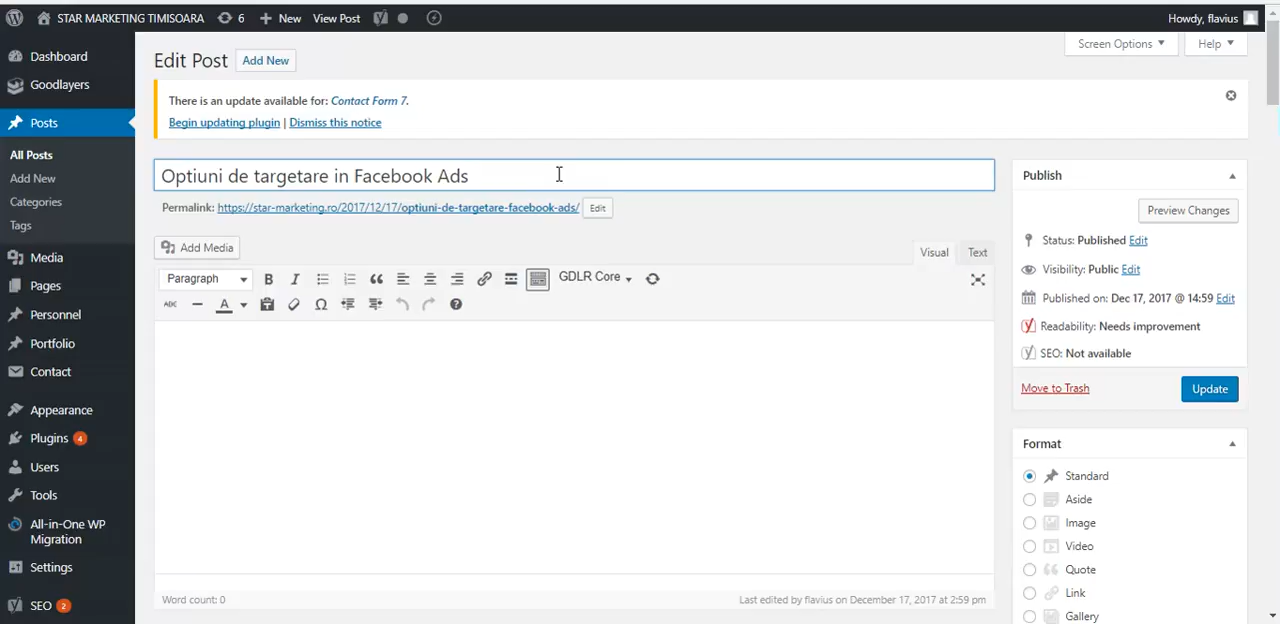 STAR MARKETING TIMISOARA 6 New View Post Howdy, flavius
Dashboard
Goodlayers
Posts
All Posts
Add New
Categories
Tags
Media
Pages
Personnel
Portfolio
Contact
Appearance
Plugins 4
Users
Tools
All-in-One WP
Migration
Settings
SEO 2
Screen Options Help
Edit Post Add New
There is an update available for: Contact Form 7.
Begin updating plugin | Dismiss this notice
Optiuni de targetare in Facebook Ads
Permalink: https://star-marketing.ro/2017/12/17/optiuni-de-targetare-facebook-ads/ Edit
Add Media
Visual Text
Paragraph B I GDLR Core
ABC A
Word count: 0 Last edited by flavius on December 17, 2017 at 2:59 pm
Publish
Preview Changes
Status: Published Edit
Visibility: Public Edit
Published on: Dec 17, 2017 @ 14:59 Edit
Readability: Needs improvement
SEO: Not available
Move to Trash Update
Format
Standard
Aside
Image
Video
Quote
Link
Gallery